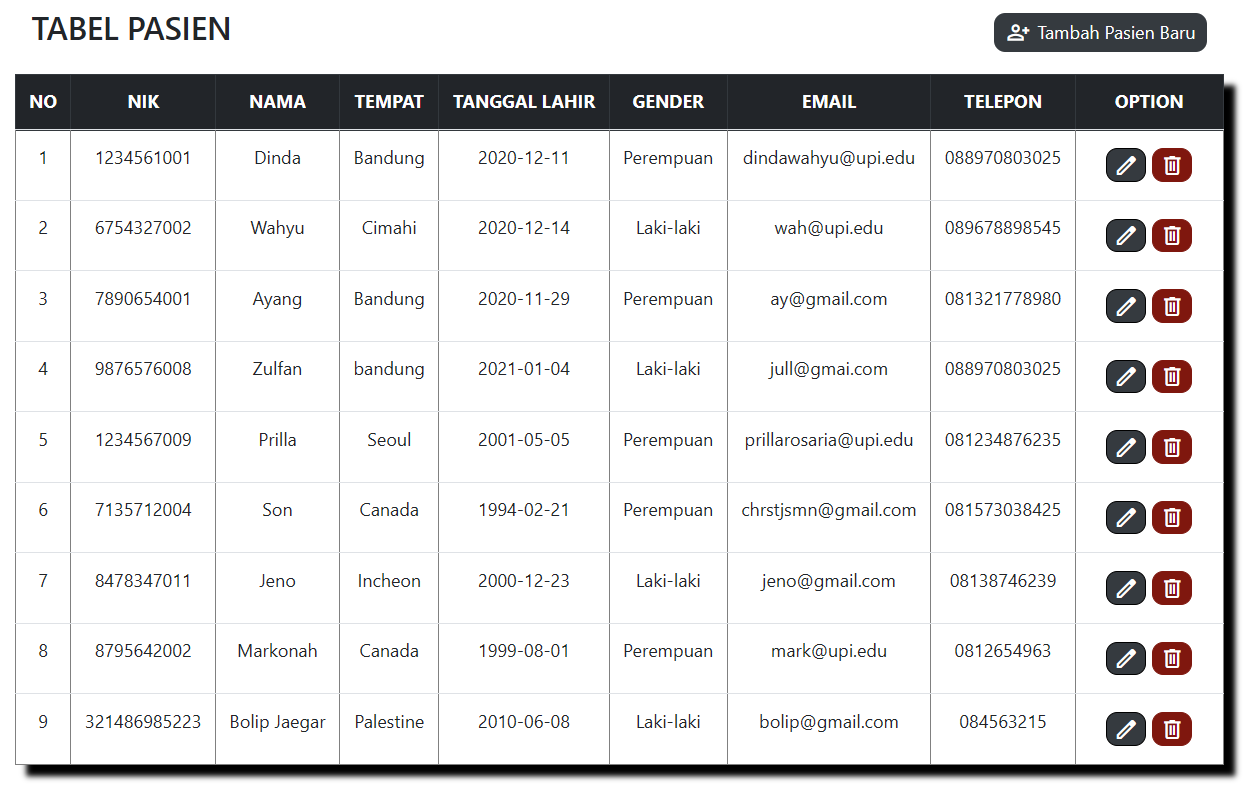 TABEL PASIEN
Tambah Pasien Baru
NO NIK NAMA TEMPAT TANGGAL LAHIR GENDER EMAIL TELEPON OPTION
1 1234561001 Dinda Bandung 2020-12-11 Perempuan dindawahyu@upi.edu 088970803025
2 6754327002 Wahyu Cimahi 2020-12-14 Laki-laki wah@upi.edu 089678898545
3 7890654001 Ayang Bandung 2020-11-29 Perempuan ay@gmail.com 081321778980
4 9876576008 Zulfan bandung 2021-01-04 Laki-laki jull@gmai.com 088970803025
5 1234567009 Prilla Seoul 2001-05-05 Perempuan prillarosaria@upi.edu 081234876235
6 7135712004 Son Canada 1994-02-21 Perempuan chrstjsmn@gmail.com 081573038425
7 8478347011 Jeno Incheon 2000-12-23 Laki-laki jeno@gmail.com 08138746239
8 8795642002 Markonah Canada 1999-08-01 Perempuan mark@upi.edu 0812654963
9 321486985223 Bolip Jaegar Palestine 2010-06-08 Laki-laki bolip@gmail.com 084563215